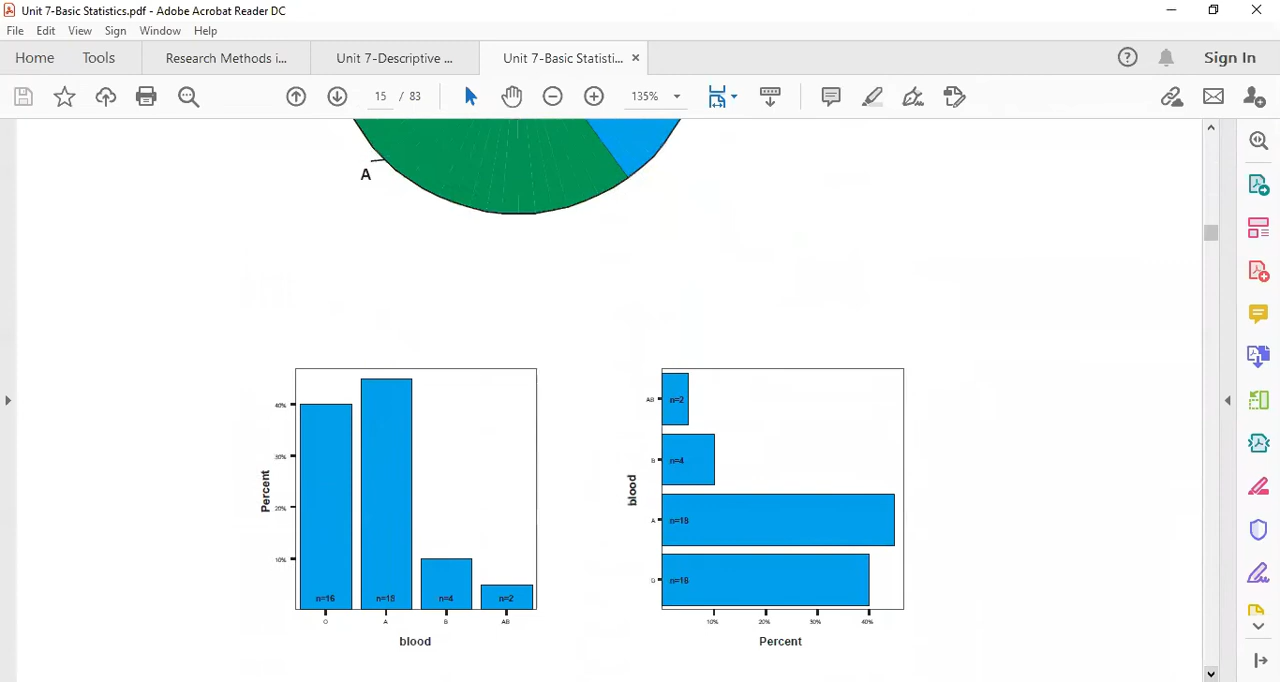 Unit 7-Basic Statistics.pdf - Adobe Acrobat Reader DC
File Edit View Sign Window Help
Home Tools Research Methods i... Unit 7-Descriptive ... Unit 7-Basic Statisti... Sign In
15 / 83 135%
A
40%
30%
20%
10%
Percent
n=16 n=18 n=4 n=2
O A B AB
blood
AB n=2
B n=4
A n=18
n=16
blood
10% 20% 30% 40%
Percent